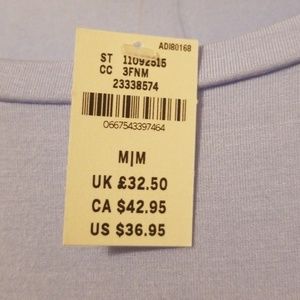 ADI80168
ST 11092515
CC 3FNM
23338574
0667543397464
M|M
UK £32.50
CA $42.95
US $36.95